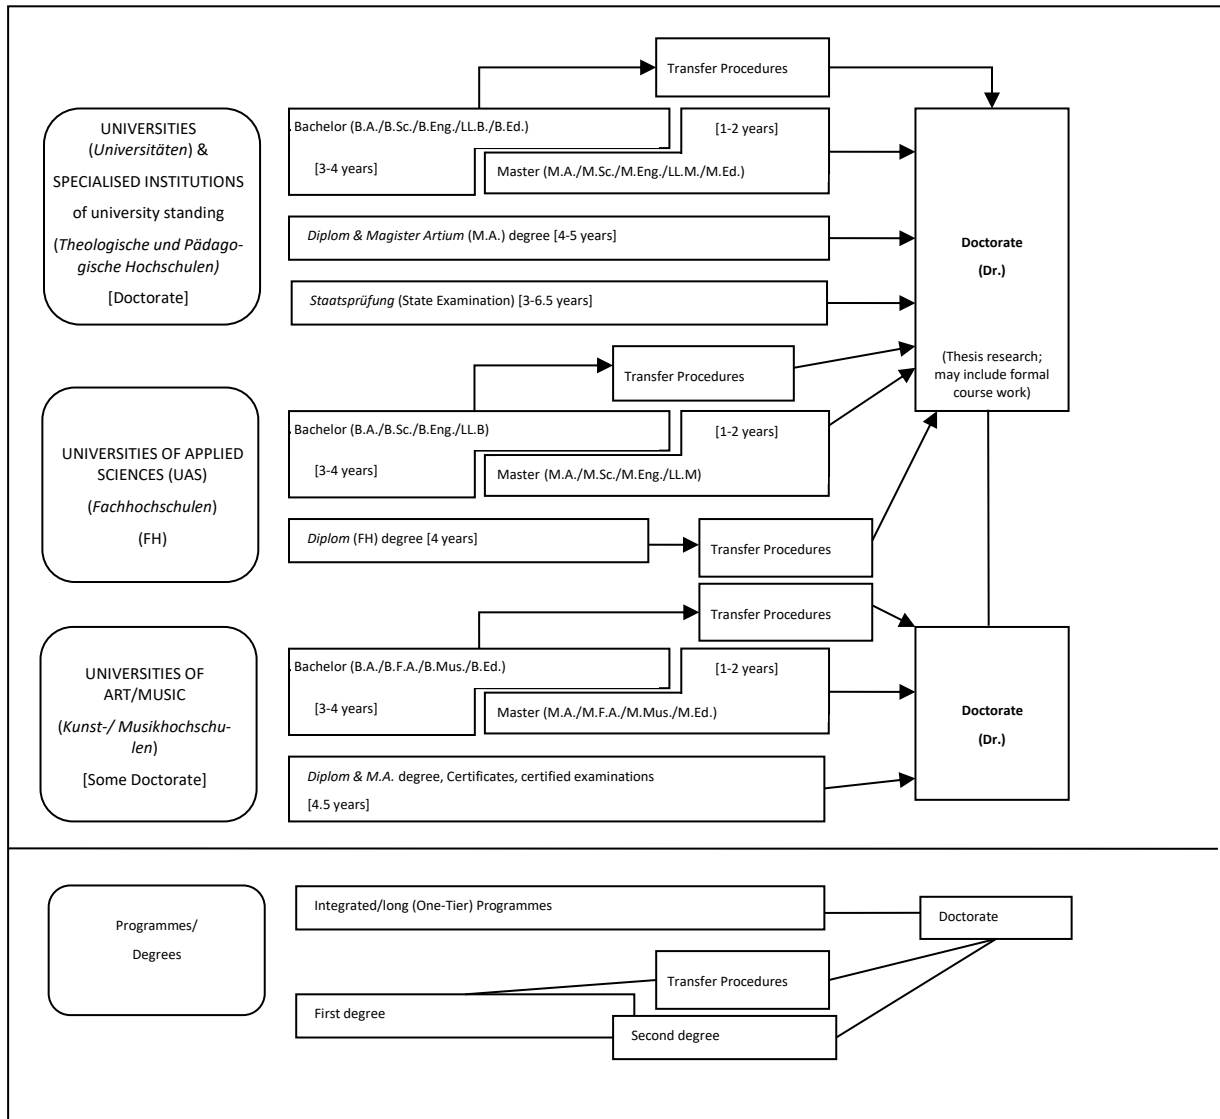 Transfer Procedures
UNIVERSITIES
(Universitäten) &
SPECIALISED INSTITUTIONS
of university standing
(Theologische und Pädago-
gische Hochschulen)
[Doctorate]
. Bachelor (B.A./B.Sc./B.Eng./LL.B./B.Ed.)
[3-4 years]
[1-2 years]
Master (M.A./M.Sc./M.Eng./LL.M./M.Ed.)
Diplom & Magister Artium (M.A.) degree [4-5 years]
Staatsprüfung (State Examination) [3-6.5 years]
Doctorate
(Dr.)
(Thesis research;
may include formal
course work)
Transfer Procedures
UNIVERSITIES OF APPLIED
SCIENCES (UAS)
(Fachhochschulen)
(FH)
. Bachelor (B.A./B.Sc./B.Eng./LL.B)
[3-4 years]
[1-2 years]
Master (M.A./M.Sc./M.Eng./LL.M)
Diplom (FH) degree [4 years]
Transfer Procedures
Transfer Procedures
UNIVERSITIES OF
ART/MUSIC
(Kunst-/ Musikhochschu-
len)
[Some Doctorate]
. Bachelor (B.A./B.F.A./B.Mus./B.Ed.)
[3-4 years]
[1-2 years]
Master (M.A./M.F.A./M.Mus./M.Ed.)
Diplom & M.A. degree, Certificates, certified examinations
[4.5 years]
Doctorate
(Dr.)
Programmes/
Degrees
Integrated/long (One-Tier) Programmes
Doctorate
Transfer Procedures
First degree
Second degree